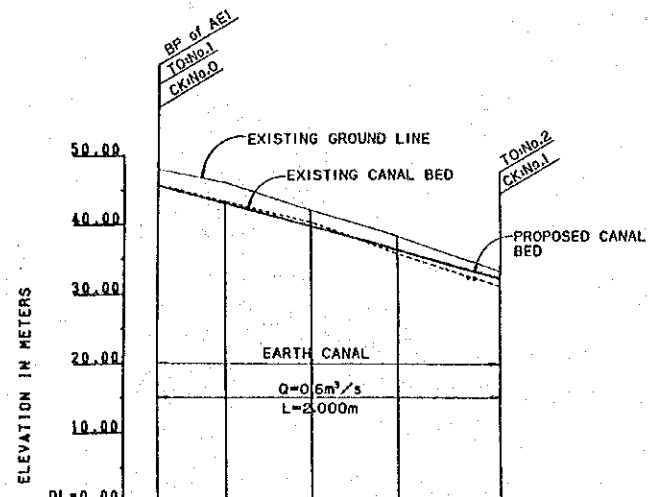 BP of AE1
TO:No.1
CK:No.0
TO:No.2
CK:No.1
EXISTING GROUND LINE
EXISTING CANAL BED
PROPOSED CANAL
BED
50.00
40.00
30.00
20.00
10.00
DL=0.00
ELEVATION IN METERS
EARTH CANAL
Q=0.6m³/s
L=2.000m